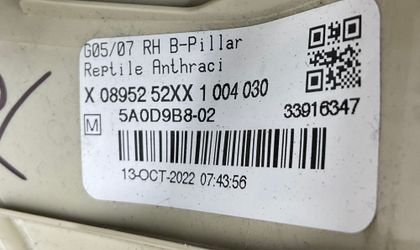 G05/07 RH B-Pillar
Reptile Anthraci
X 08952 52XX 1 004 030
5A0D9B8-02 33916347
M
13-OCT-2022 07:43:56